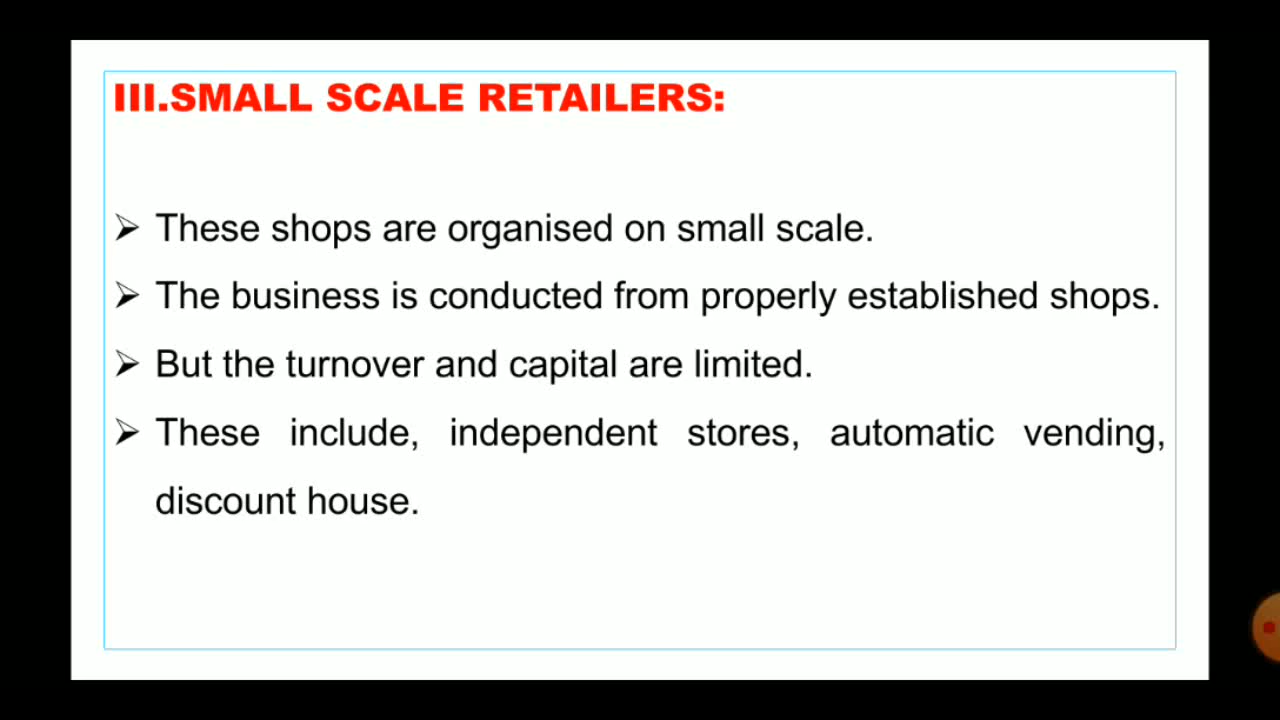 III.SMALL SCALE RETAILERS:
➢ These shops are organised on small scale.
➢ The business is conducted from properly established shops.
➢ But the turnover and capital are limited.
➢ These include, independent stores, automatic vending,
discount house.